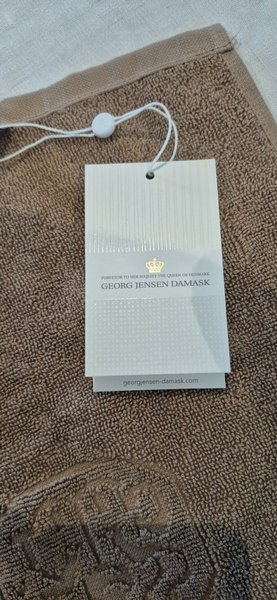 PURVEYOR TO HER MAJESTY THE QUEEN OF DENMARK
GEORG JENSEN DAMASK
georgjensen-damask.com